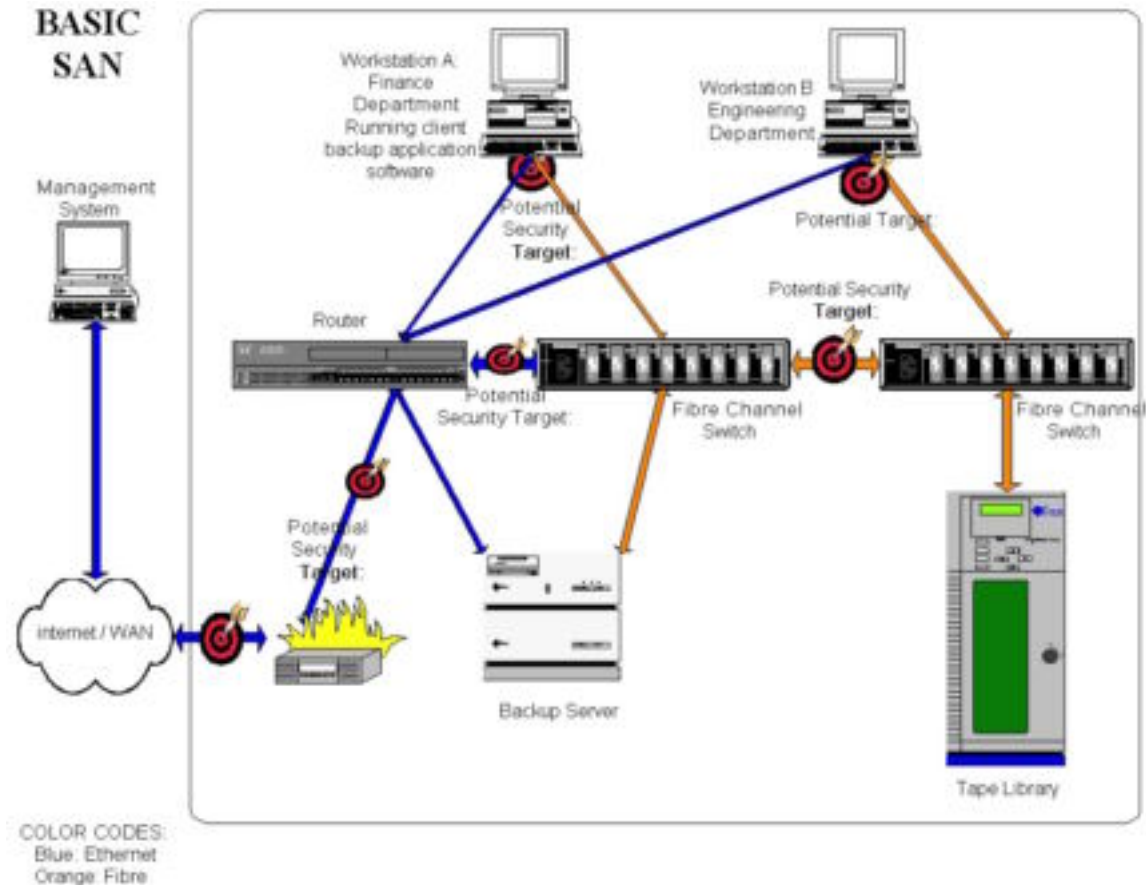 BASIC
SAN
Workstation A:
Finance
Department
Running client
backup application
software
Workstation B
Engineering
Department
Management
System
Potential
Security
Target:
Potential Target:
Potential Security
Target:
Router
Potential
Security Target:
Fibre Channel
Switch
Fibre Channel
Switch
Potential
Security
Target:
internet / WAN
Backup Server
Tape Library
COLOR CODES:
Blue: Ethernet
Orange: Fibre